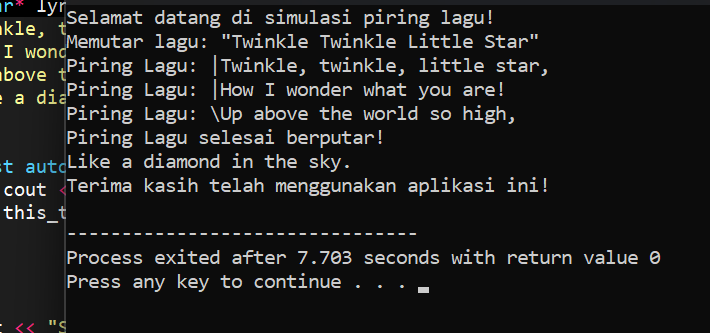 ar* lyr
nkle, t
I wond
above t
e a dia
st auto
cout <
this_t
<< "S
Selamat datang di simulasi piring lagu!
Memutar lagu: "Twinkle Twinkle Little Star"
Piring Lagu: |Twinkle, twinkle, little star,
Piring Lagu: |How I wonder what you are!
Piring Lagu: \Up above the world so high,
Piring Lagu selesai berputar!
Like a diamond in the sky.
Terima kasih telah menggunakan aplikasi ini!
--------------------------------
Process exited after 7.703 seconds with return value 0
Press any key to continue . . .